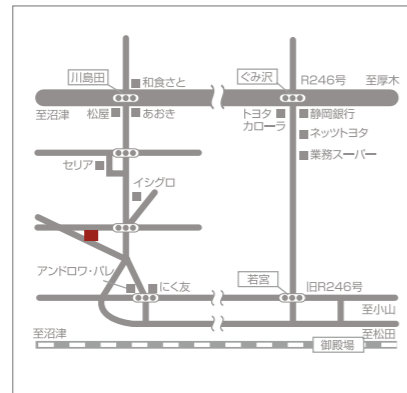 川島田
和食さと
ぐみ沢
R246号
至厚木
至沼津
松屋
あおき
トヨタ
カローラ
静岡銀行
ネッツトヨタ
業務スーパー
セリア
イシグロ
アンドロワ・パレ
にく友
若宮
旧R246号
至小山
至沼津
至松田
御殿場